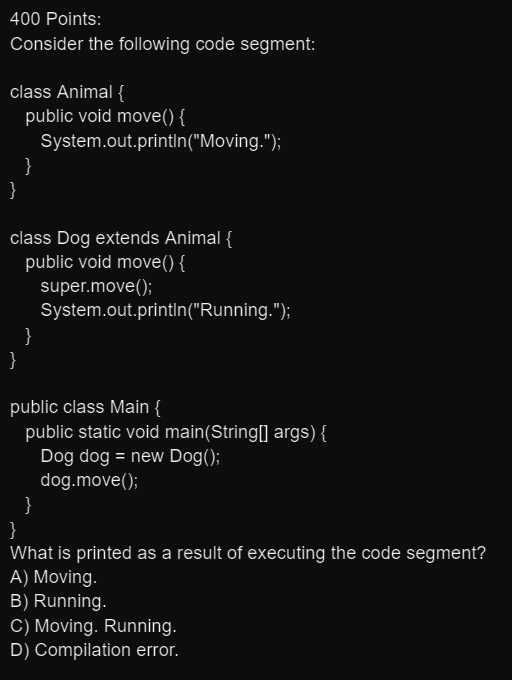 400 Points:
Consider the following code segment:
class Animal {
public void move() {
System.out.println("Moving.");
}
}
class Dog extends Animal {
public void move() {
super.move();
System.out.println("Running.");
}
}
public class Main {
public static void main(String[] args) {
Dog dog = new Dog();
dog.move();
}
}
What is printed as a result of executing the code segment?
A) Moving.
B) Running.
C) Moving. Running.
D) Compilation error.